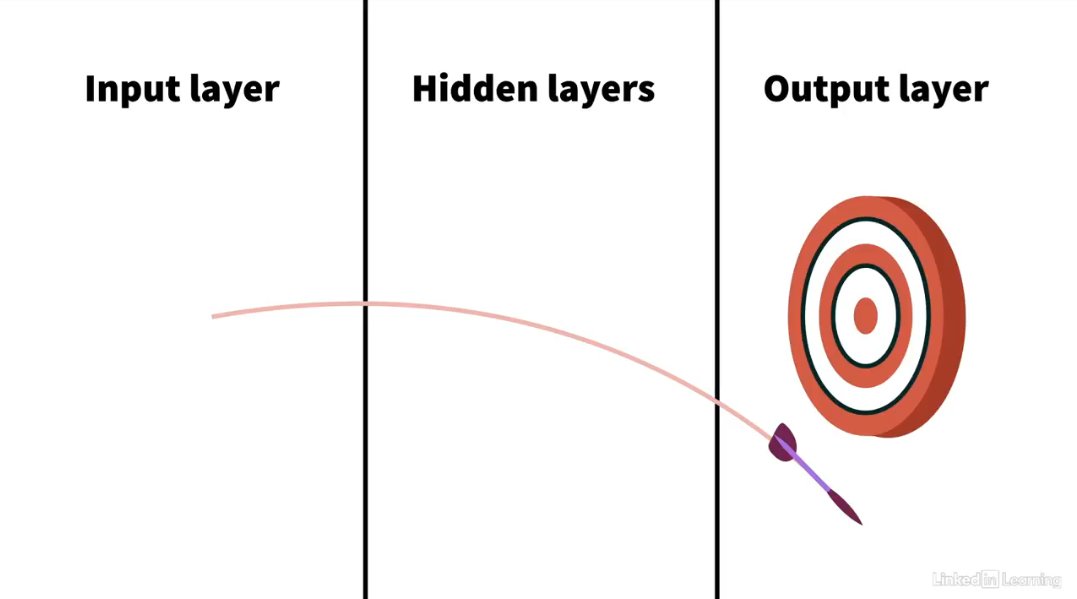 Input layer
Hidden layers
Output layer
Linked in Learning